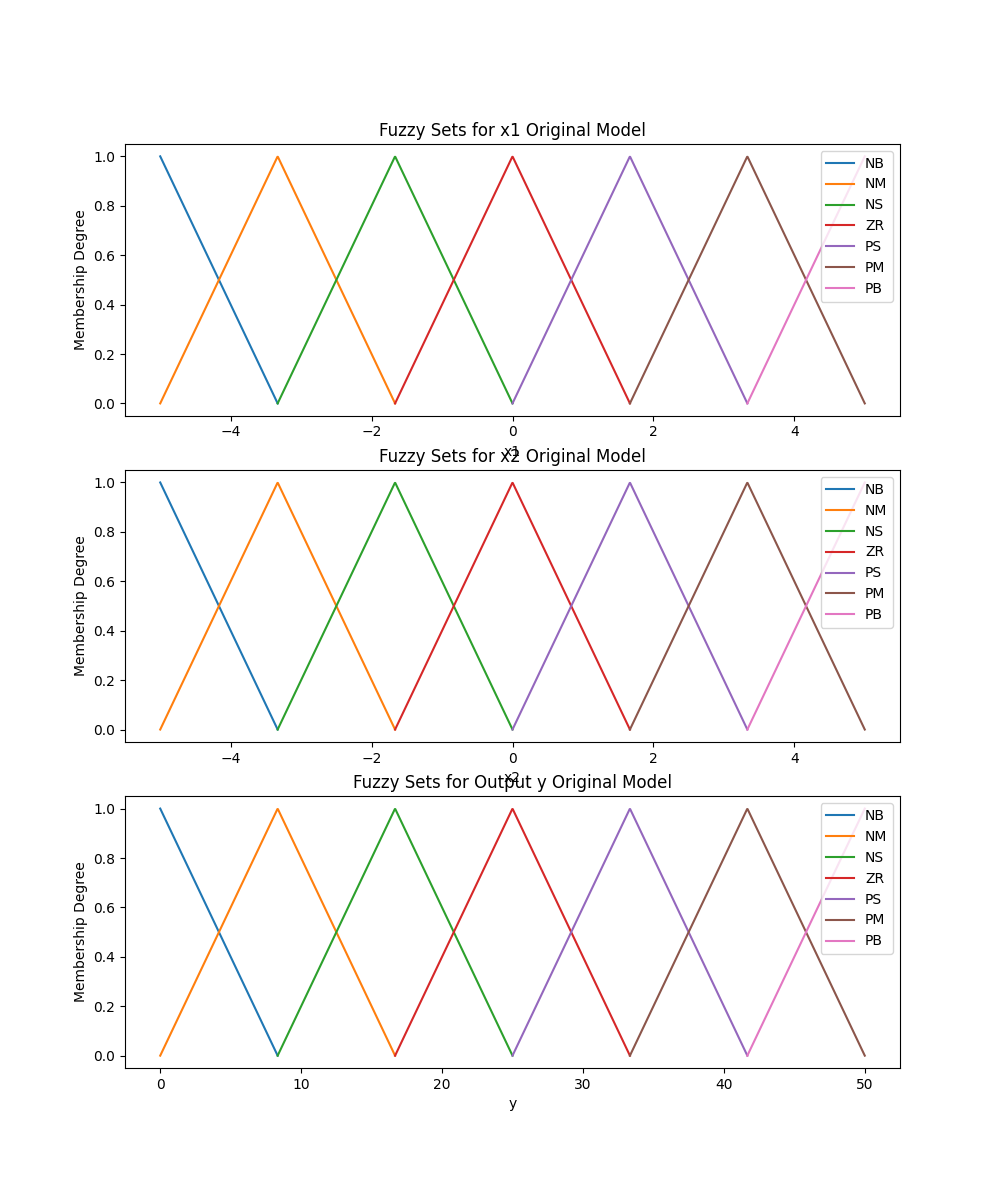 Fuzzy Sets for x1 Original Model
Membership Degree
1.0
0.8
0.6
0.4
0.2
0.0
NB
NM
NS
ZR
PS
PM
PB
−4 −2 0 2 4
x1
Fuzzy Sets for x2 Original Model
Membership Degree
1.0
0.8
0.6
0.4
0.2
0.0
NB
NM
NS
ZR
PS
PM
PB
−4 −2 0 2 4
x2
Fuzzy Sets for Output y Original Model
Membership Degree
1.0
0.8
0.6
0.4
0.2
0.0
NB
NM
NS
ZR
PS
PM
PB
0 10 20 30 40 50
y